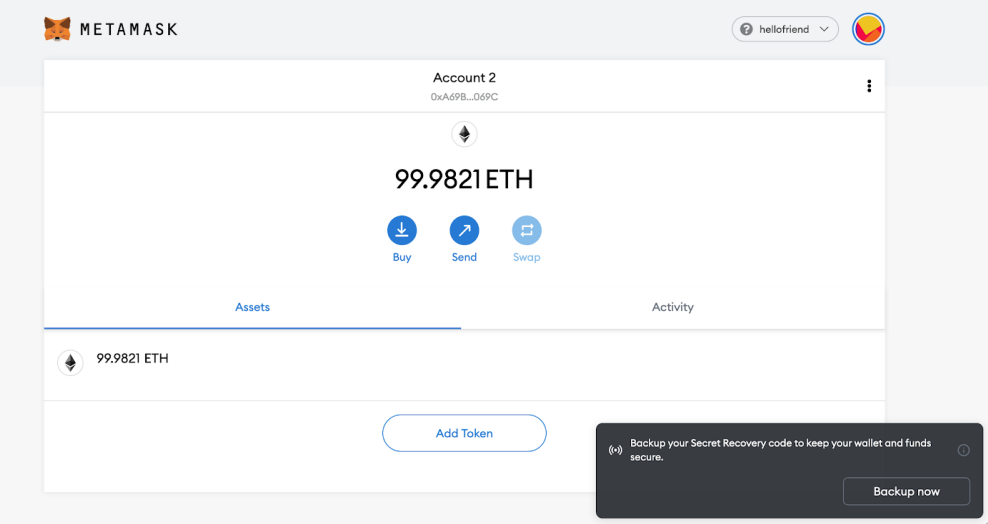 METAMASK
hellofriend
Account 2
0xA69B...069C
99.9821 ETH
Buy
Send
Swap
Assets
Activity
99.9821 ETH
Add Token
Backup your Secret Recovery code to keep your wallet and funds
secure.
Backup now